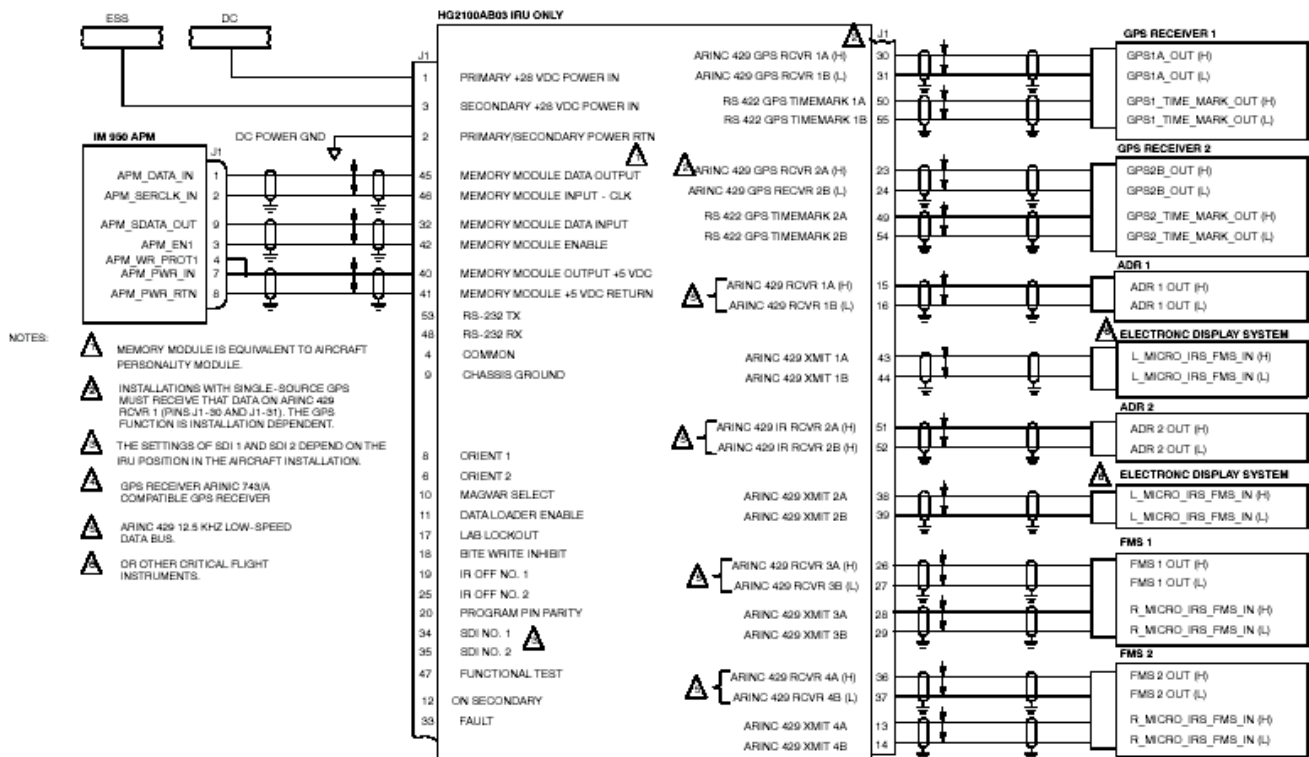 ESS
DC
HG2100AB03 IRU ONLY
J1
1 PRIMARY +28 VDC POWER IN
3 SECONDARY +28 VDC POWER IN
DC POWER GND
2 PRIMARY/SECONDARY POWER RTN
IM 950 APM
J1
APM_DATA_IN 1
APM_SERCLK_IN 2
APM_SDATA_OUT 9
APM_EN1 3
APM_WR_PROT1 4
APM_PWR_IN 7
APM_PWR_RTN 8
45 MEMORY MODULE DATA OUTPUT
46 MEMORY MODULE INPUT - CLK
32 MEMORY MODULE DATA INPUT
42 MEMORY MODULE ENABLE
40 MEMORY MODULE OUTPUT +5 VDC
41 MEMORY MODULE +5 VDC RETURN
53 RS-232 TX
48 RS-232 RX
4 COMMON
9 CHASSIS GROUND
8 ORIENT 1
6 ORIENT 2
10 MAGVAR SELECT
11 DATA LOADER ENABLE
17 LAB LOCKOUT
18 BITE WRITE INHIBIT
19 IR OFF NO. 1
25 IR OFF NO. 2
20 PROGRAM PIN PARITY
34 SDI NO. 1
35 SDI NO. 2
47 FUNCTIONAL TEST
12 ON SECONDARY
33 FAULT
NOTES:
MEMORY MODULE IS EQUIVALENT TO AIRCRAFT
PERSONALITY MODULE.
INSTALLATIONS WITH SINGLE-SOURCE GPS
MUST RECEIVE THAT DATA ON ARINC 429
RCVR 1 (PINS J1-30 AND J1-31). THE GPS
FUNCTION IS INSTALLATION DEPENDENT.
THE SETTINGS OF SDI 1 AND SDI 2 DEPEND ON THE
IRU POSITION IN THE AIRCRAFT INSTALLATION.
GPS RECEIVER ARINIC 743/A
COMPATIBLE GPS RECEIVER
ARINC 429 12.5 KHZ LOW-SPEED
DATA BUS.
OR OTHER CRITICAL FLIGHT
INSTRUMENTS.
J1
ARINC 429 GPS RCVR 1A (H) 30
ARINC 429 GPS RCVR 1B (L) 31
RS 422 GPS TIMEMARK 1A 50
RS 422 GPS TIMEMARK 1B 55
ARINC 429 GPS RCVR 2A (H) 23
ARINC 429 GPS RECVR 2B (L) 24
RS 422 GPS TIMEMARK 2A 49
RS 422 GPS TIMEMARK 2B 54
ARINC 429 RCVR 1A (H) 15
ARINC 429 RCVR 1B (L) 16
ARINC 429 XMIT 1A 43
ARINC 429 XMIT 1B 44
ARINC 429 IR RCVR 2A (H) 51
ARINC 429 IR RCVR 2B (H) 52
ARINC 429 XMIT 2A 38
ARINC 429 XMIT 2B 39
ARINC 429 RCVR 3A (H) 26
ARINC 429 RCVR 3B (L) 27
ARINC 429 XMIT 3A 28
ARINC 429 XMIT 3B 29
ARINC 429 RCVR 4A (H) 36
ARINC 429 RCVR 4B (L) 37
ARINC 429 XMIT 4A 13
ARINC 429 XMIT 4B 14
GPS RECEIVER 1
GPS1A_OUT (H)
GPS1A_OUT (L)
GPS1_TIME_MARK_OUT (H)
GPS1_TIME_MARK_OUT (L)
GPS RECEIVER 2
GPS2B_OUT (H)
GPS2B_OUT (L)
GPS2_TIME_MARK_OUT (H)
GPS2_TIME_MARK_OUT (L)
ADR 1
ADR 1 OUT (H)
ADR 1 OUT (L)
ELECTRONC DISPLAY SYSTEM
L_MICRO_IRS_FMS_IN (H)
L_MICRO_IRS_FMS_IN (L)
ADR 2
ADR 2 OUT (H)
ADR 2 OUT (L)
ELECTRONC DISPLAY SYSTEM
L_MICRO_IRS_FMS_IN (H)
L_MICRO_IRS_FMS_IN (L)
FMS 1
FMS 1 OUT (H)
FMS 1 OUT (L)
R_MICRO_IRS_FMS_IN (H)
R_MICRO_IRS_FMS_IN (L)
FMS 2
FMS 2 OUT (H)
FMS 2 OUT (L)
R_MICRO_IRS_FMS_IN (H)
R_MICRO_IRS_FMS_IN (L)